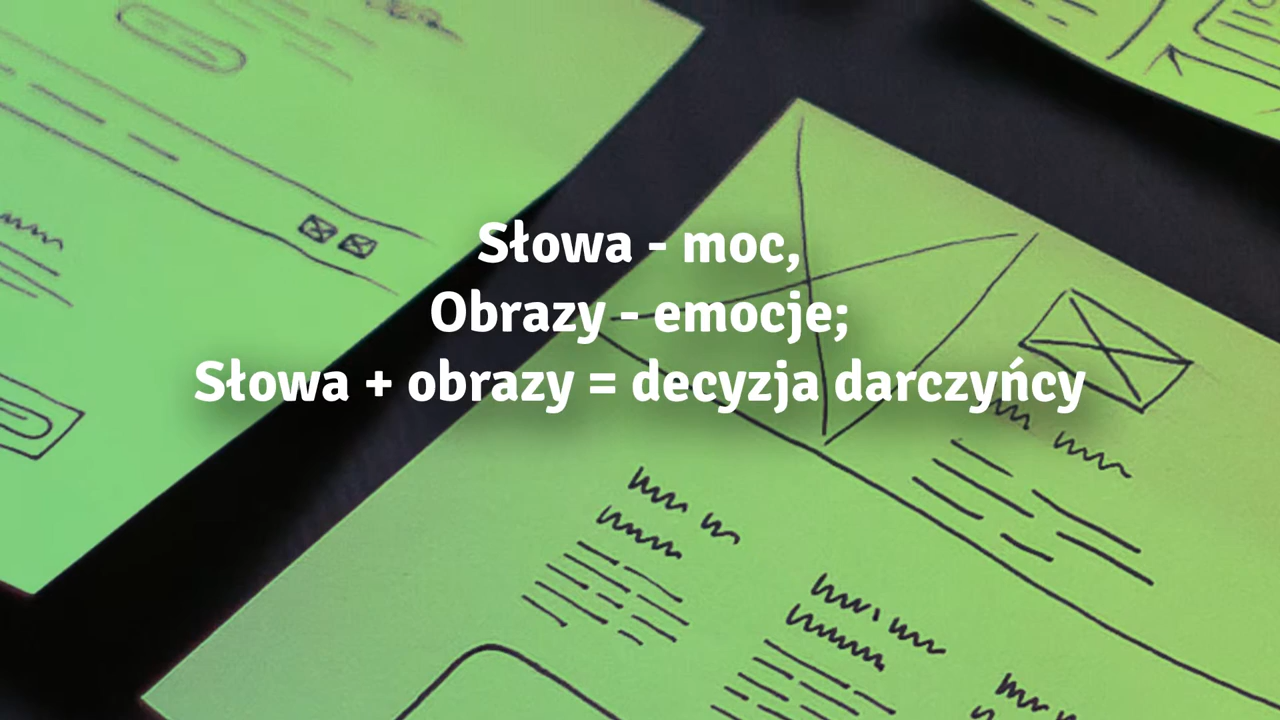 Słowa - moc,
Obrazy - emocje;
Słowa + obrazy = decyzja darczyńcy